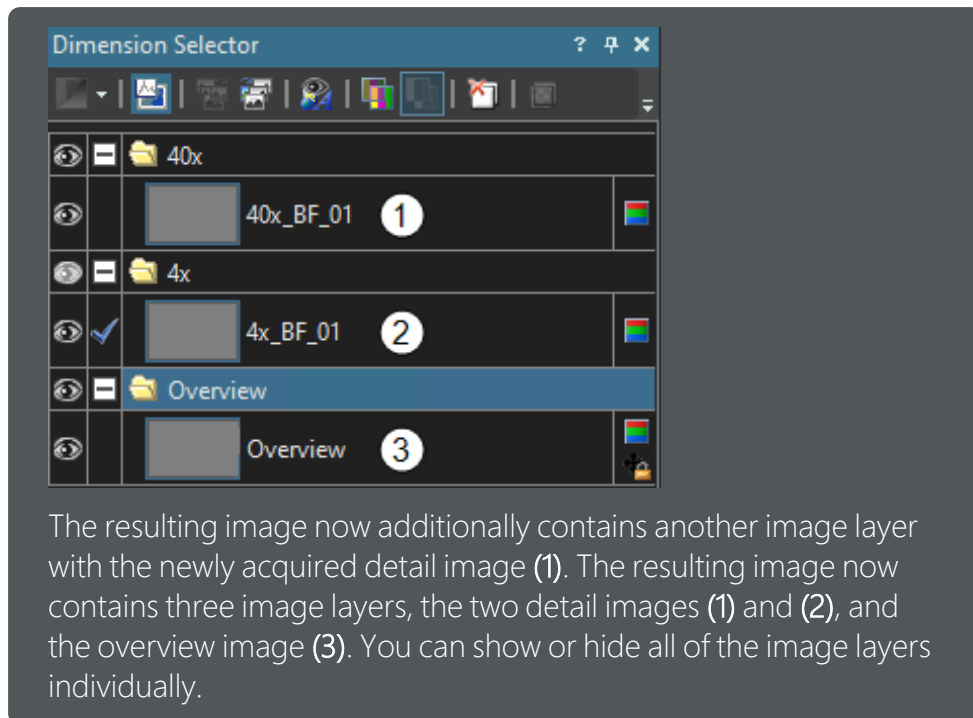 Dimension Selector
40x
40x_BF_01 1
4x
4x_BF_01 2
Overview
Overview 3
The resulting image now additionally contains another image layer
with the newly acquired detail image (1). The resulting image now
contains three image layers, the two detail images (1) and (2), and
the overview image (3). You can show or hide all of the image layers
individually.